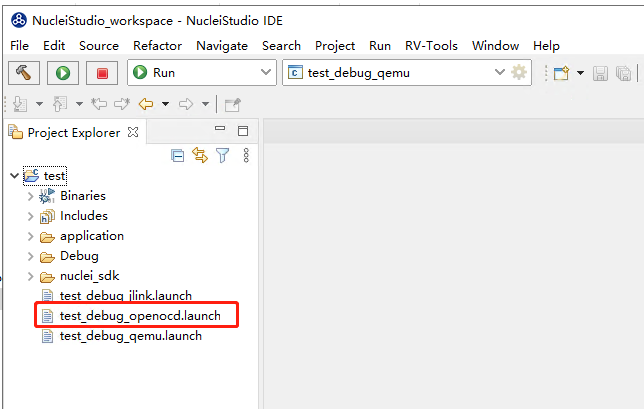 NucleiStudio_workspace - NucleiStudio IDE
File Edit Source Refactor Navigate Search Project Run RV-Tools Window Help
Run test_debug_qemu
Project Explorer
test
Binaries
Includes
application
Debug
nuclei_sdk
test_debug_jlink.launch
test_debug_openocd.launch
test_debug_qemu.launch